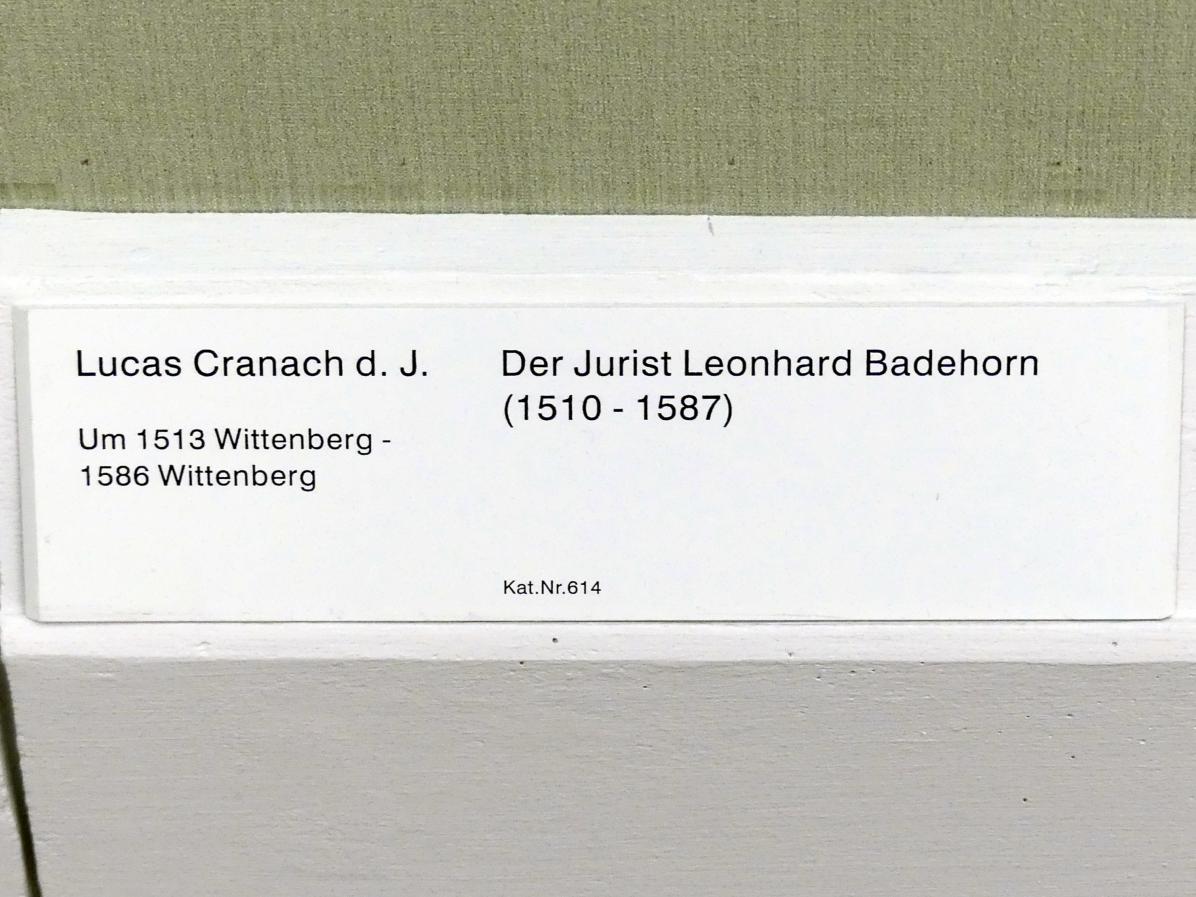 Lucas Cranach d. J.
Um 1513 Wittenberg -
1586 Wittenberg
Der Jurist Leonhard Badehorn
(1510 - 1587)
Kat.Nr.614